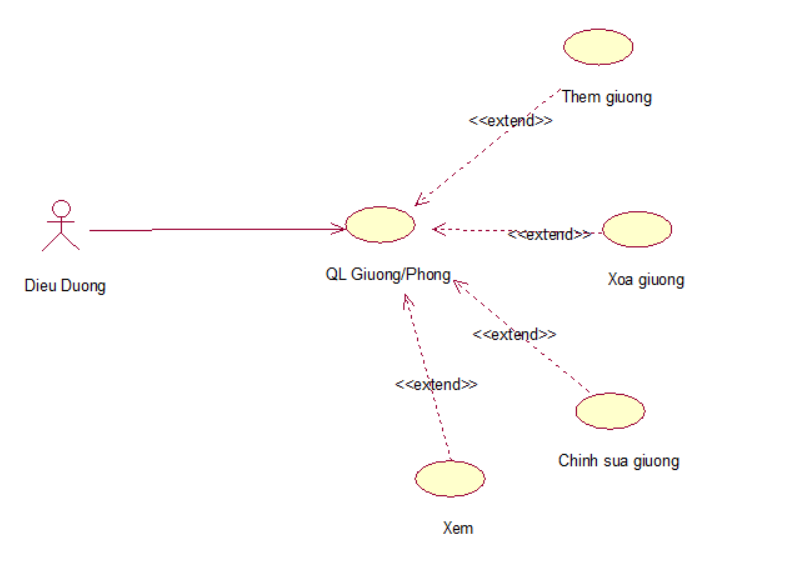 Them giuong
<<extend>>
<<extend>>
Xoa giuong
QL Giuong/Phong
Dieu Duong
<<extend>>
<<extend>>
Chinh sua giuong
Xem